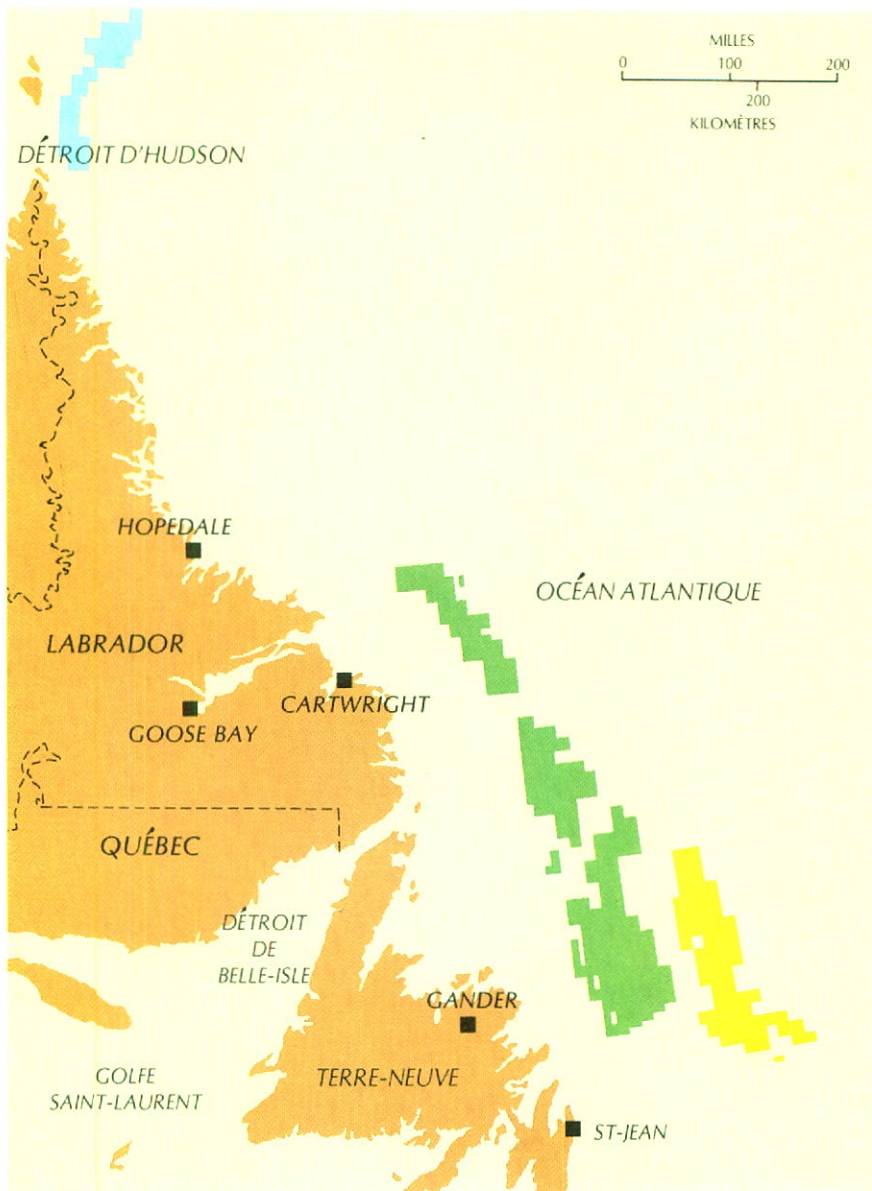 MILLES
0 100 200
200
KILOMÈTRES
DÉTROIT D'HUDSON
HOPEDALE
OCÉAN ATLANTIQUE
LABRADOR
CARTWRIGHT
GOOSE BAY
QUÉBEC
DÉTROIT
DE
BELLE-ISLE
GANDER
GOLFE
SAINT-LAURENT
TERRE-NEUVE
ST-JEAN